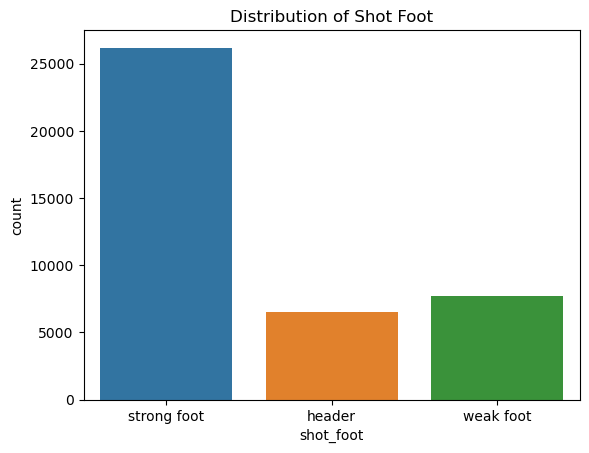 Distribution of Shot Foot
25000
20000
15000
10000
5000
0
count
strong foot header weak foot
shot_foot